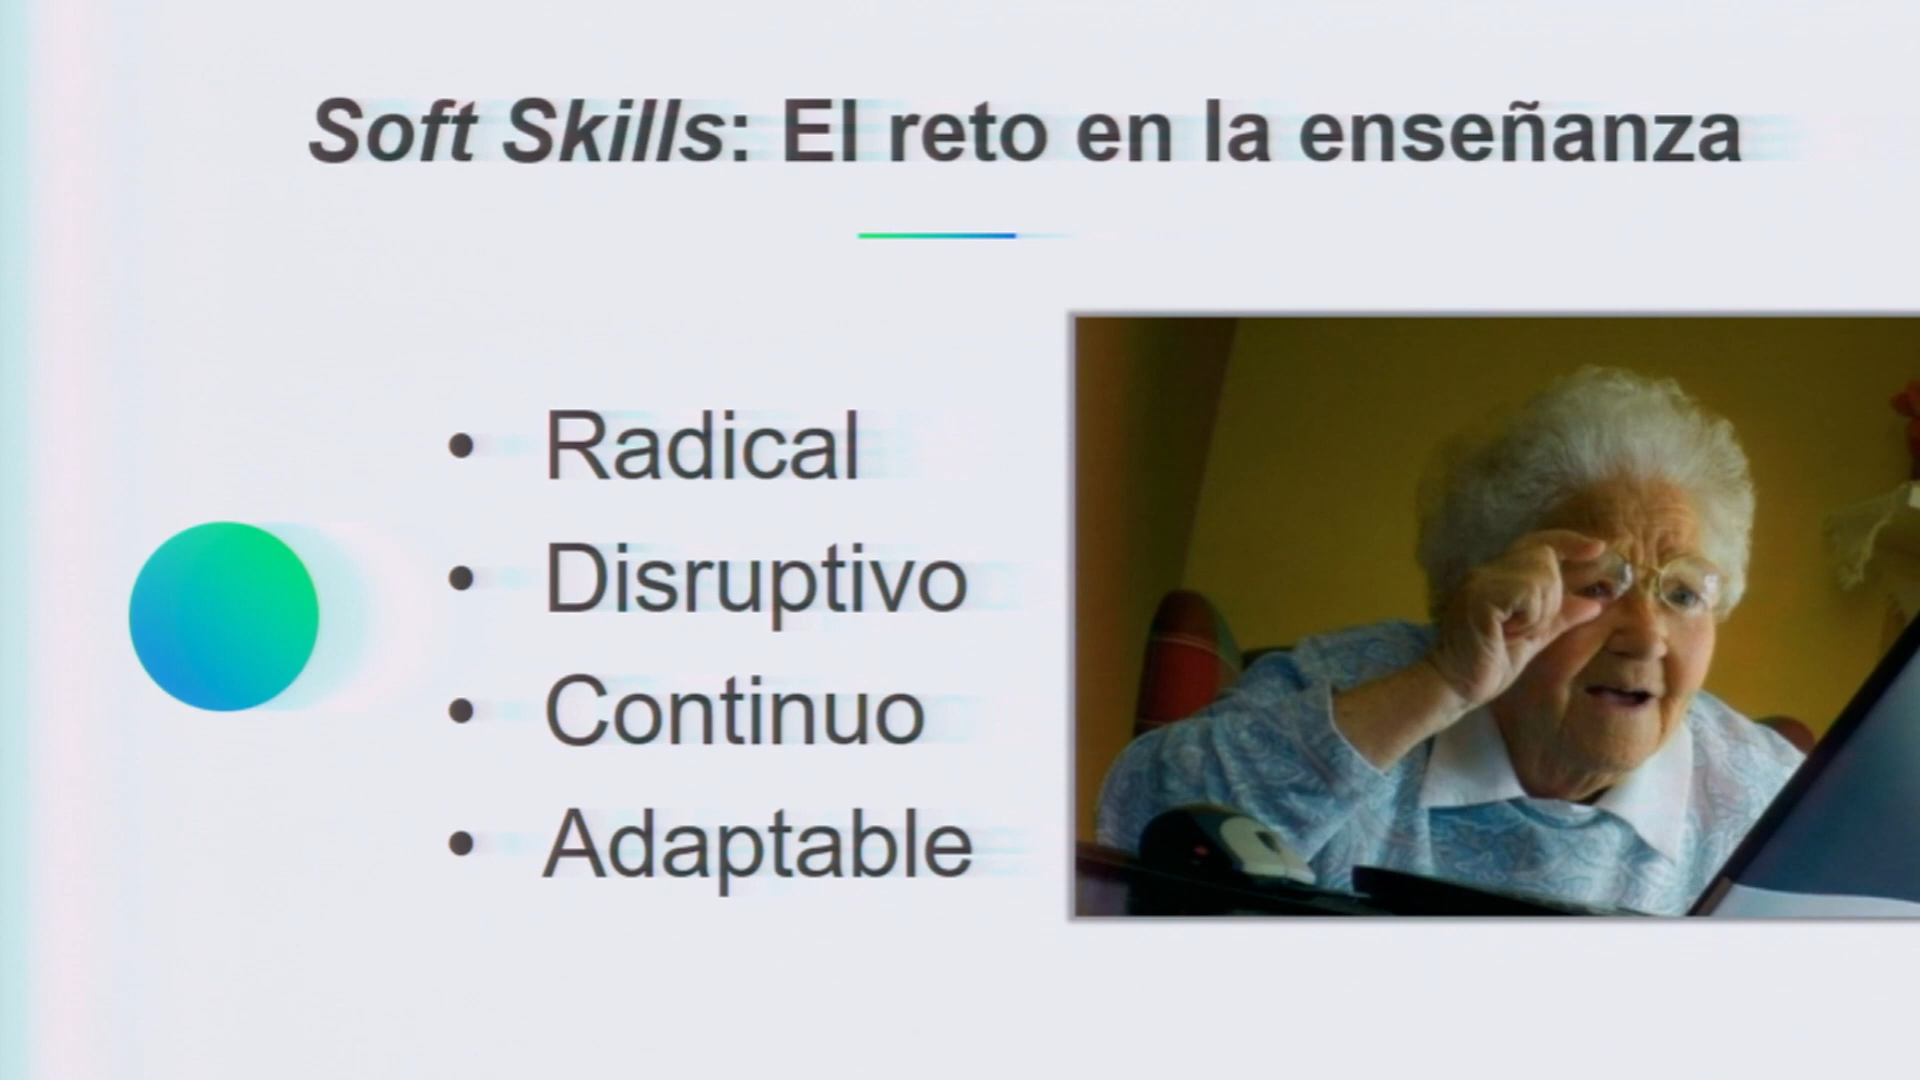 Soft Skills: El reto en la enseñanza
• Radical
• Disruptivo
• Continuo
• Adaptable